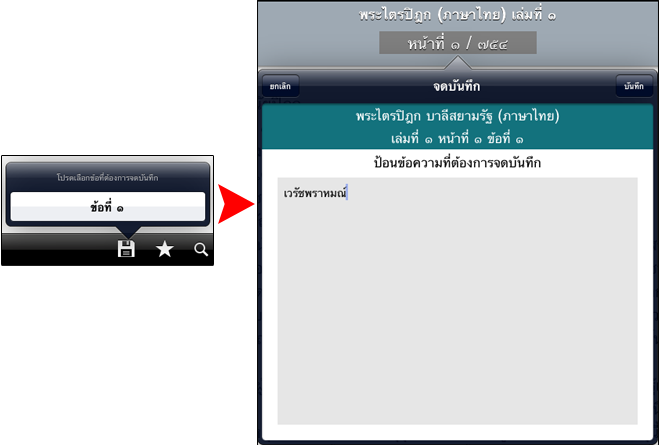 โปรดเลือกข้อที่ต้องการจดบันทึก
ข้อที่ ๑
พระไตรปิฎก (ภาษาไทย) เล่มที่ ๑
หน้าที่ ๑ / ๗๕๔
ยกเลิก
จดบันทึก
บันทึก
พระไตรปิฎก บาลีสยามรัฐ (ภาษาไทย)
เล่มที่ ๑ หน้าที่ ๑ ข้อที่ ๑
ป้อนข้อความที่ต้องการจดบันทึก
เวรัชพราหมณ์